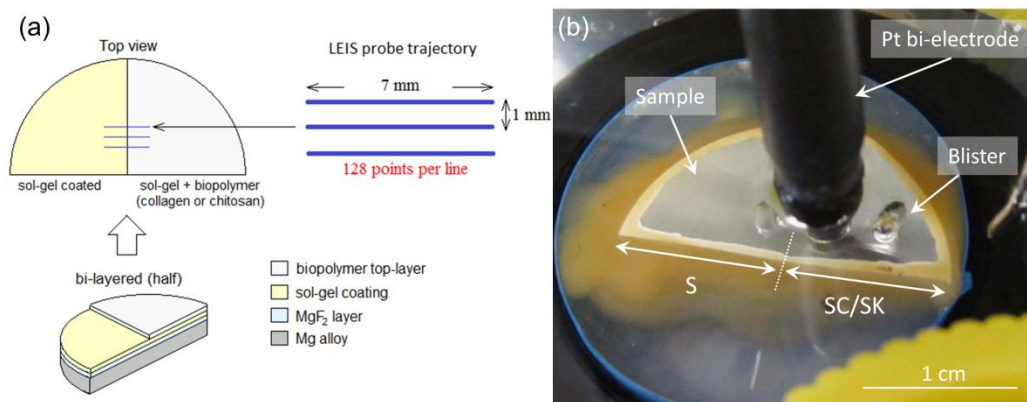 (a)
Top view
sol-gel coated
sol-gel + biopolymer
(collagen or chitosan)
LEIS probe trajectory
7 mm
1 mm
128 points per line
bi-layered (half)
biopolymer top-layer
sol-gel coating
MgF2 layer
Mg alloy
(b)
Pt bi-electrode
Sample
Blister
S
SC/SK
1 cm